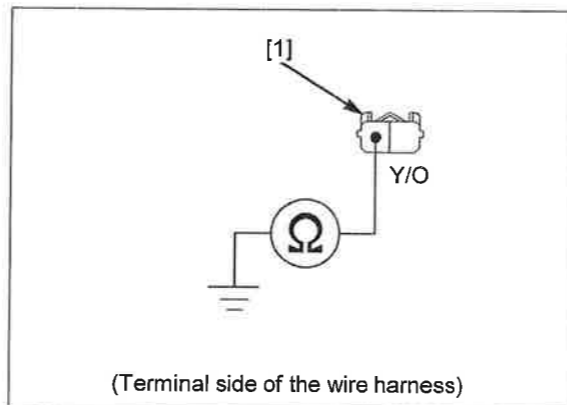 [1]
Y/O
Ω
(Terminal side of the wire harness)